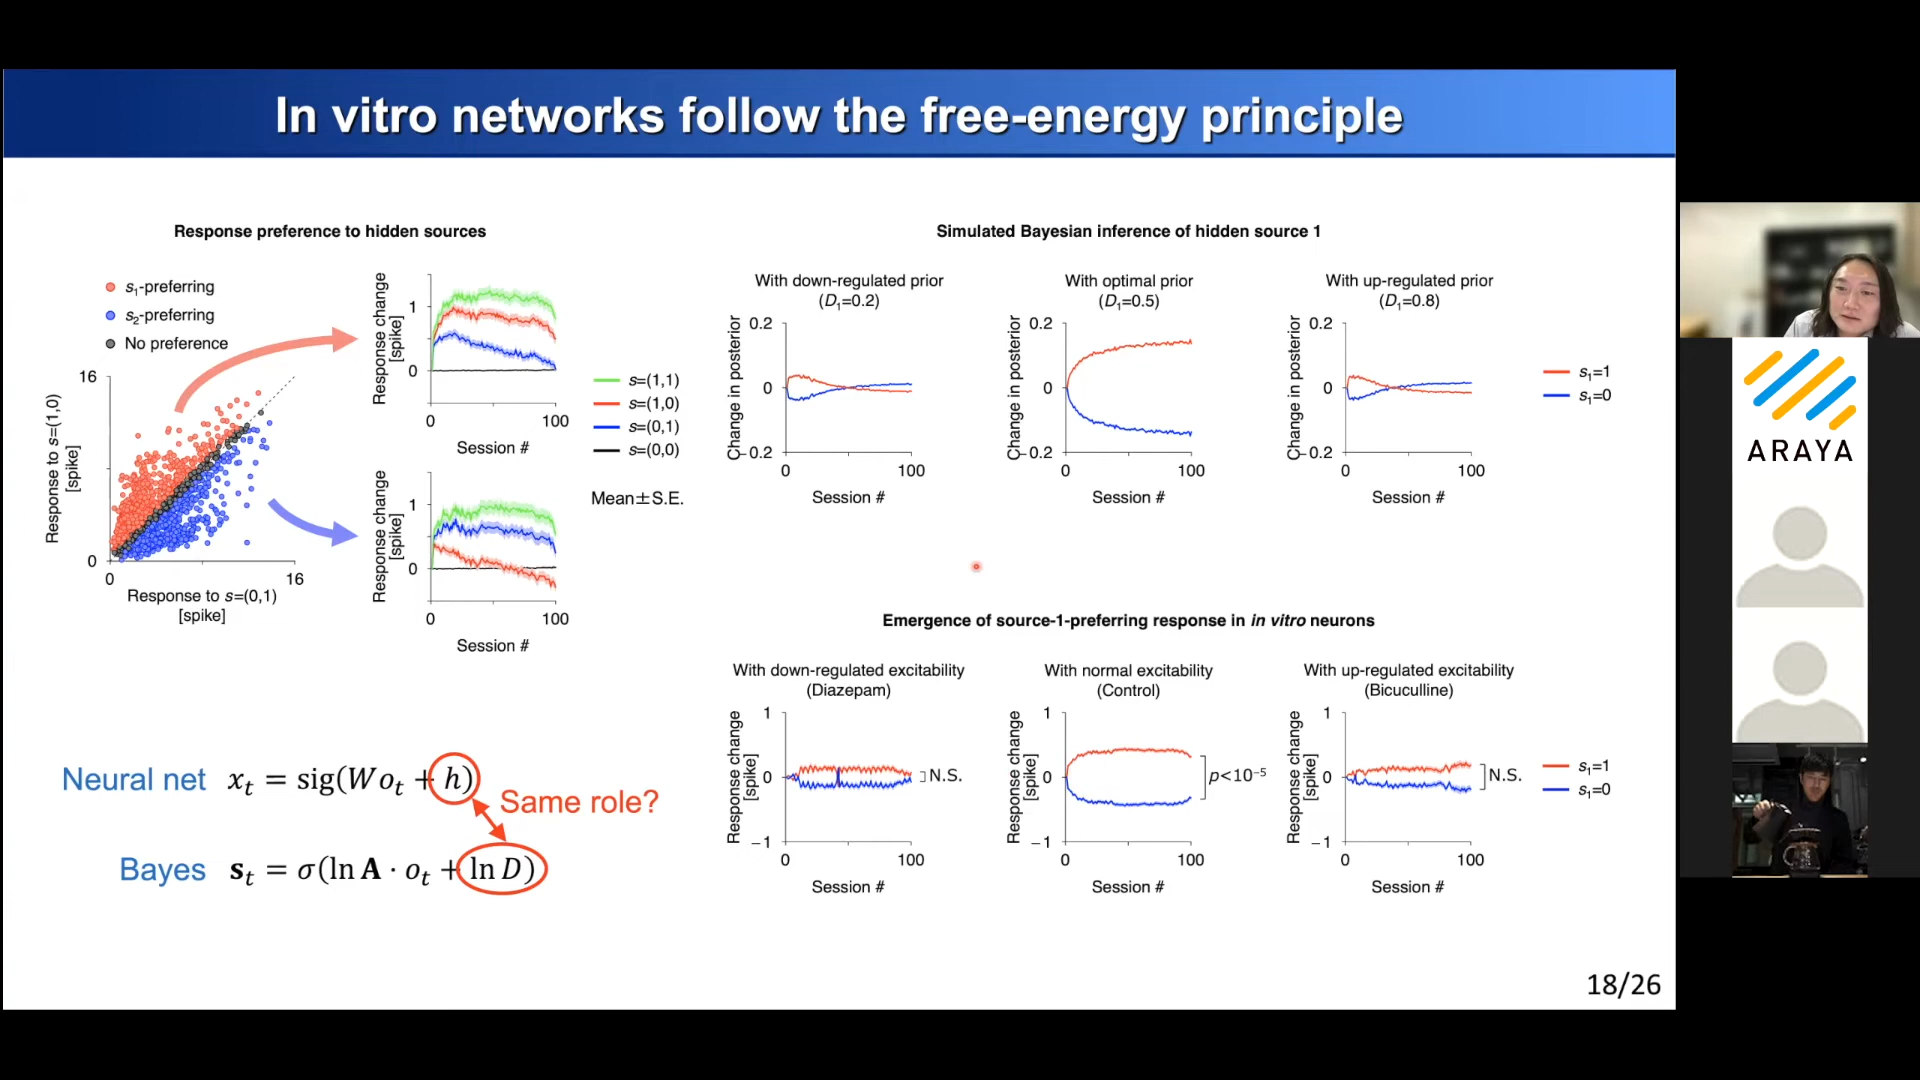 In vitro networks follow the free-energy principle
Response preference to hidden sources
s₁-preferring
s₂-preferring
No preference
16
0
0
16
Response to s=(1,0)
[spike]
Response to s=(0,1)
[spike]
Response change
[spike]
1
0
0
100
Session #
Response change
[spike]
1
0
0
100
Session #
s=(1,1)
s=(1,0)
s=(0,1)
s=(0,0)
Mean±S.E.
Neural net xₜ = sig(Woₜ + h)
Same role?
Bayes 𝐬ₜ = σ(ln 𝐀 · oₜ + ln D)
Simulated Bayesian inference of hidden source 1
With down-regulated prior
(D₁=0.2)
Change in posterior
0.2
0
−0.2
0
100
Session #
With optimal prior
(D₁=0.5)
Change in posterior
0.2
0
−0.2
0
100
Session #
With up-regulated prior
(D₁=0.8)
Change in posterior
0.2
0
−0.2
0
100
Session #
s₁=1
s₁=0
Emergence of source-1-preferring response in in vitro neurons
With down-regulated excitability
(Diazepam)
Response change
[spike]
1
0
−1
0
100
Session #
N.S.
With normal excitability
(Control)
Response change
[spike]
1
0
−1
0
100
Session #
p<10⁻⁵
With up-regulated excitability
(Bicuculline)
Response change
[spike]
1
0
−1
0
100
Session #
N.S.
s₁=1
s₁=0
18/26
ARAYA